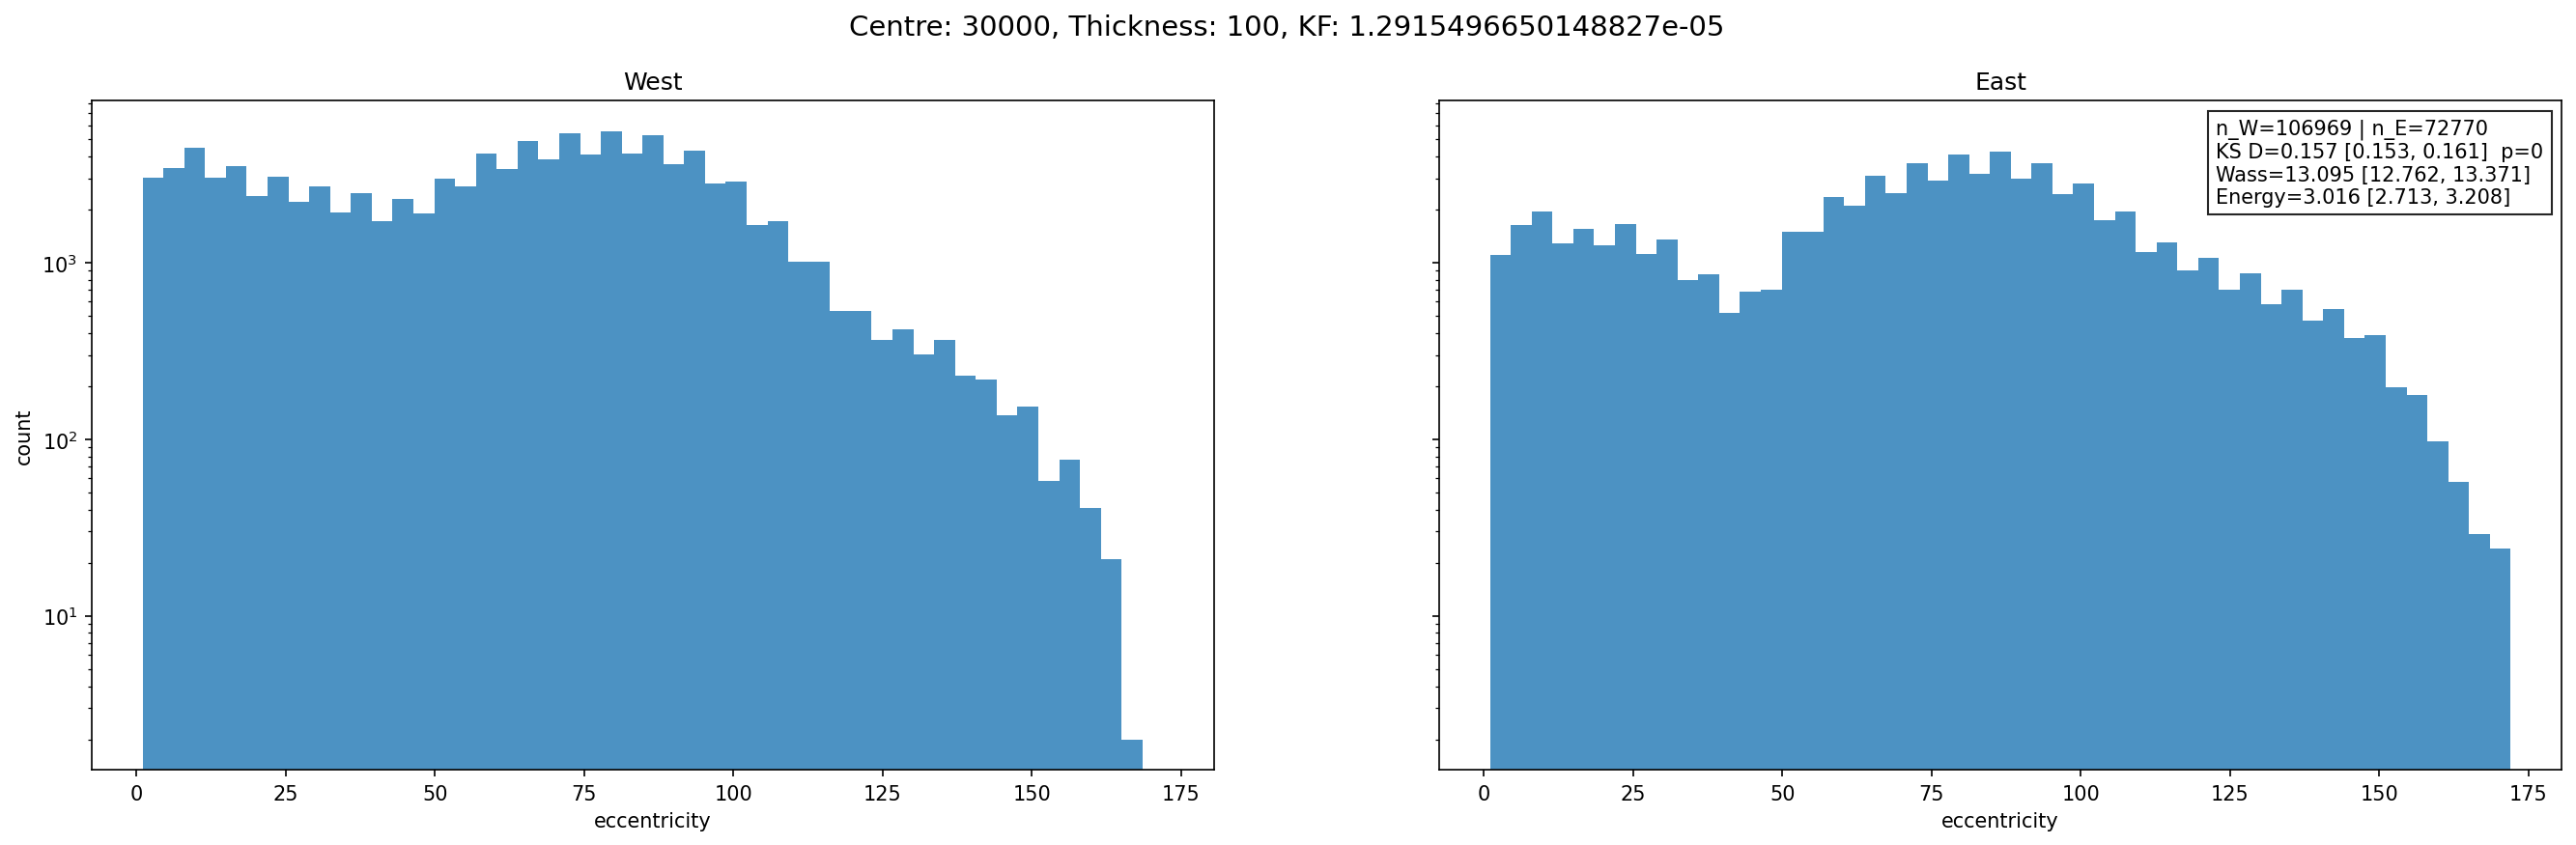 Centre: 30000, Thickness: 100, KF: 1.2915496650148827e-05
West
East
n_W=106969 | n_E=72770
KS D=0.157 [0.153, 0.161]  p=0
Wass=13.095 [12.762, 13.371]
Energy=3.016 [2.713, 3.208]
count
10³
10²
10¹
0 25 50 75 100 125 150 175
eccentricity
0 25 50 75 100 125 150 175
eccentricity